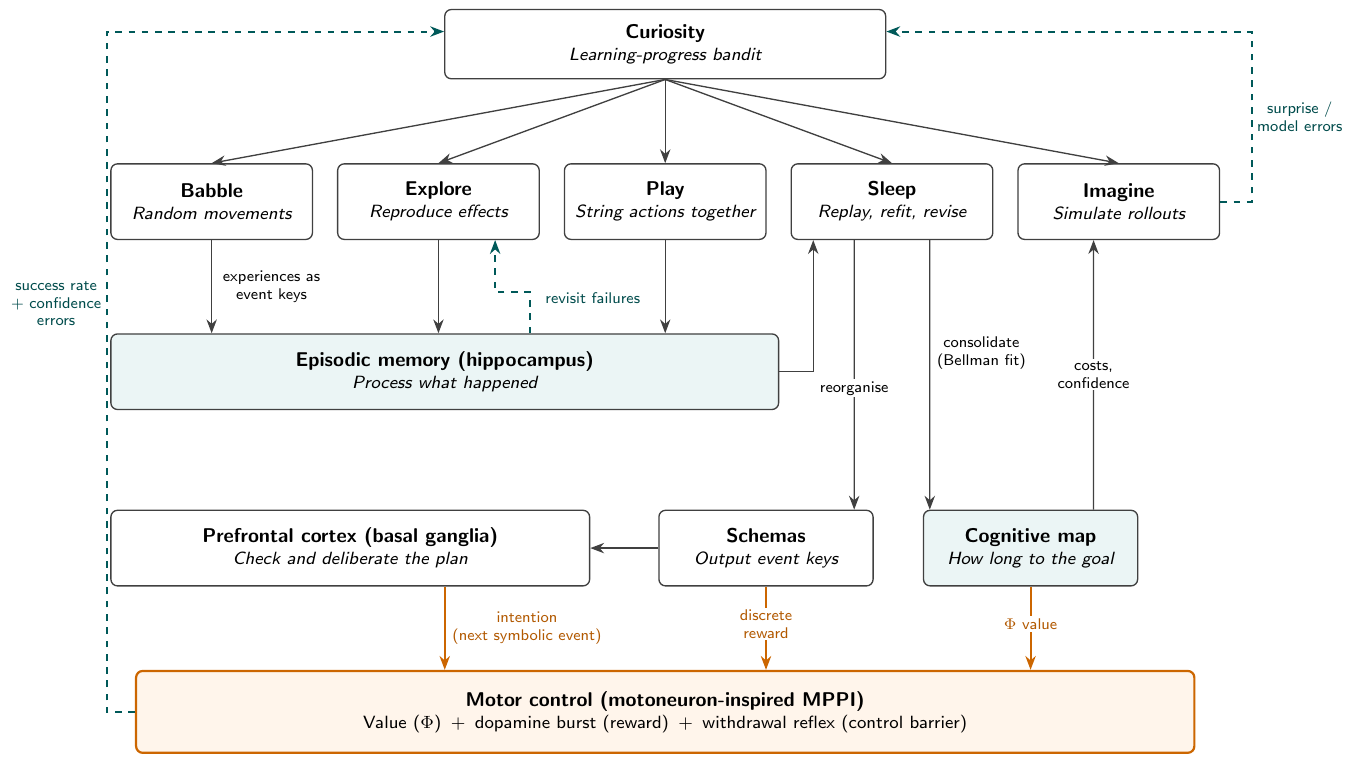 Curiosity
Learning-progress bandit
surprise /
model errors
Babble
Random movements
Explore
Reproduce effects
Play
String actions together
Sleep
Replay, refit, revise
Imagine
Simulate rollouts
success rate
+ confidence
errors
experiences as
event keys
revisit failures
Episodic memory (hippocampus)
Process what happened
reorganise
consolidate
(Bellman fit)
costs,
confidence
Prefrontal cortex (basal ganglia)
Check and deliberate the plan
Schemas
Output event keys
Cognitive map
How long to the goal
intention
(next symbolic event)
discrete
reward
Φ value
Motor control (motoneuron-inspired MPPI)
Value (Φ) + dopamine burst (reward) + withdrawal reflex (control barrier)